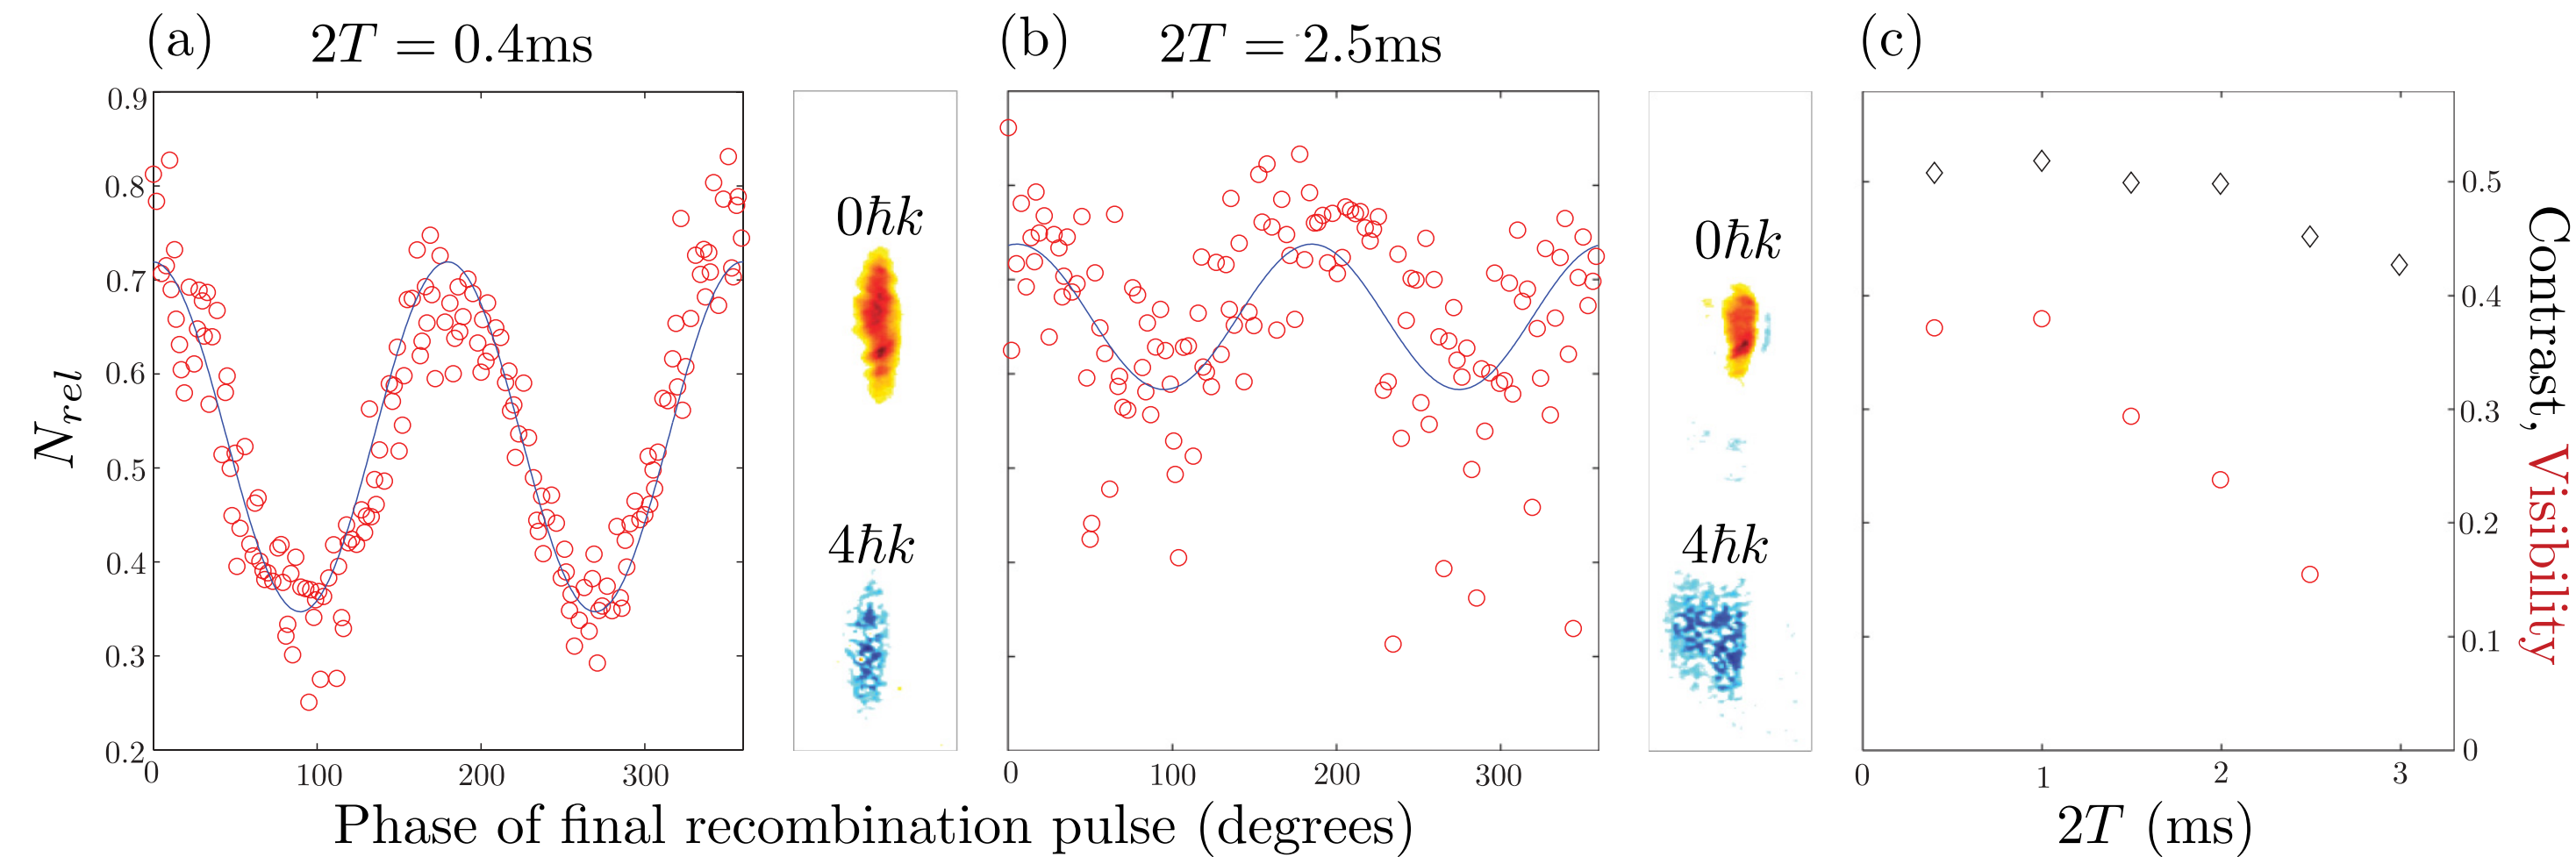 (a) 2T = 0.4ms
(b) 2T = 2.5ms
(c)
0.9
0.8
0.7
0.6
0.5
0.4
0.3
0.2
N_rel
0 100 200 300
0ħk
4ħk
0 100 200 300
0ħk
4ħk
0.5
0.4
0.3
0.2
0.1
0
Contrast, Visibility
0 1 2 3
Phase of final recombination pulse (degrees)
2T (ms)